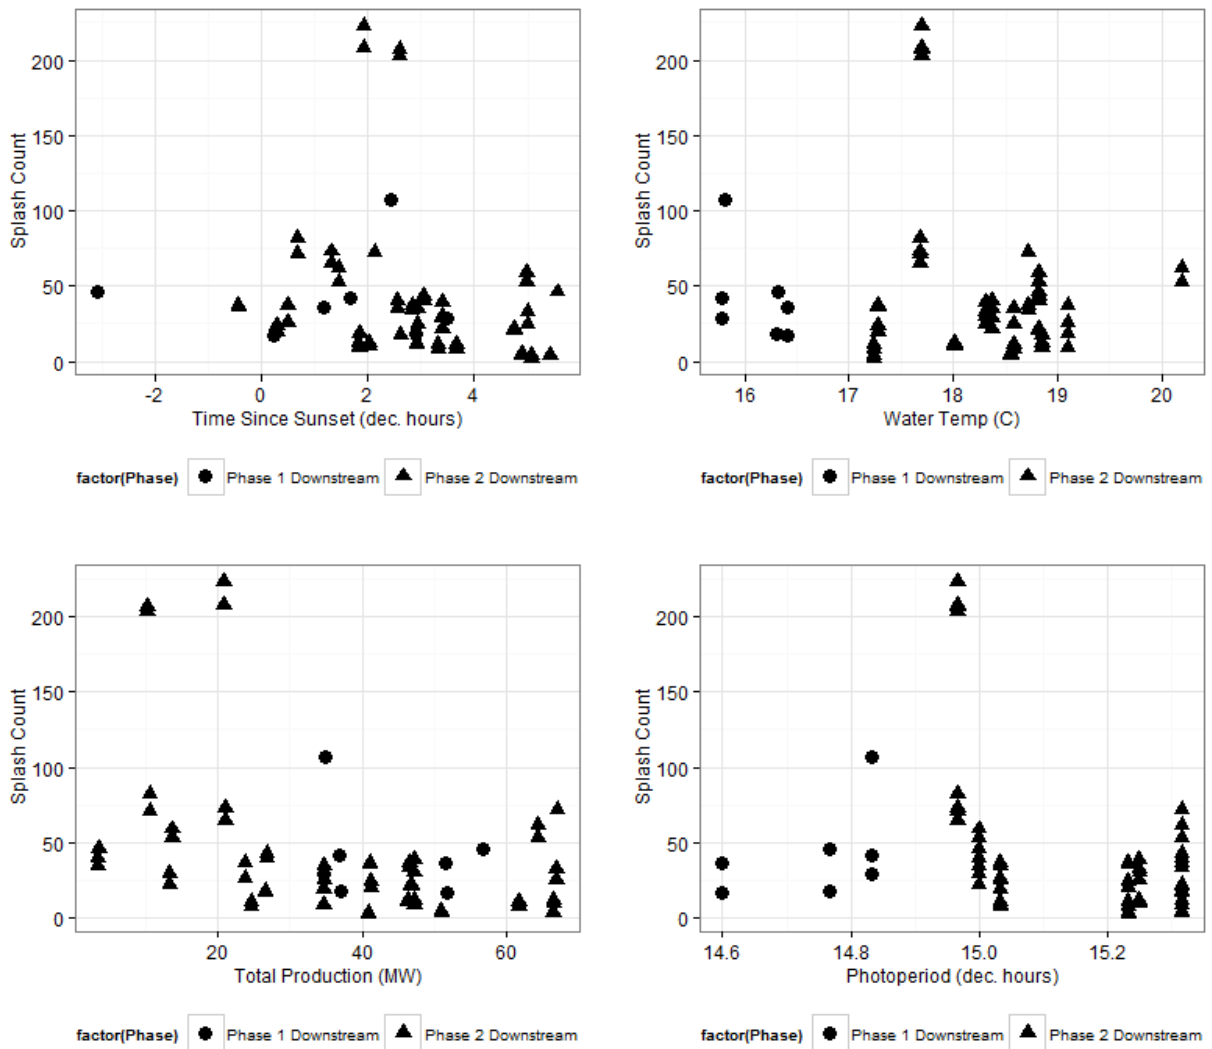 Splash Count
200
150
100
50
0
-2 0 2 4
Time Since Sunset (dec. hours)
factor(Phase) Phase 1 Downstream Phase 2 Downstream
Splash Count
200
150
100
50
0
16 17 18 19 20
Water Temp (C)
factor(Phase) Phase 1 Downstream Phase 2 Downstream
Splash Count
200
150
100
50
0
20 40 60
Total Production (MW)
factor(Phase) Phase 1 Downstream Phase 2 Downstream
Splash Count
200
150
100
50
0
14.6 14.8 15.0 15.2
Photoperiod (dec. hours)
factor(Phase) Phase 1 Downstream Phase 2 Downstream